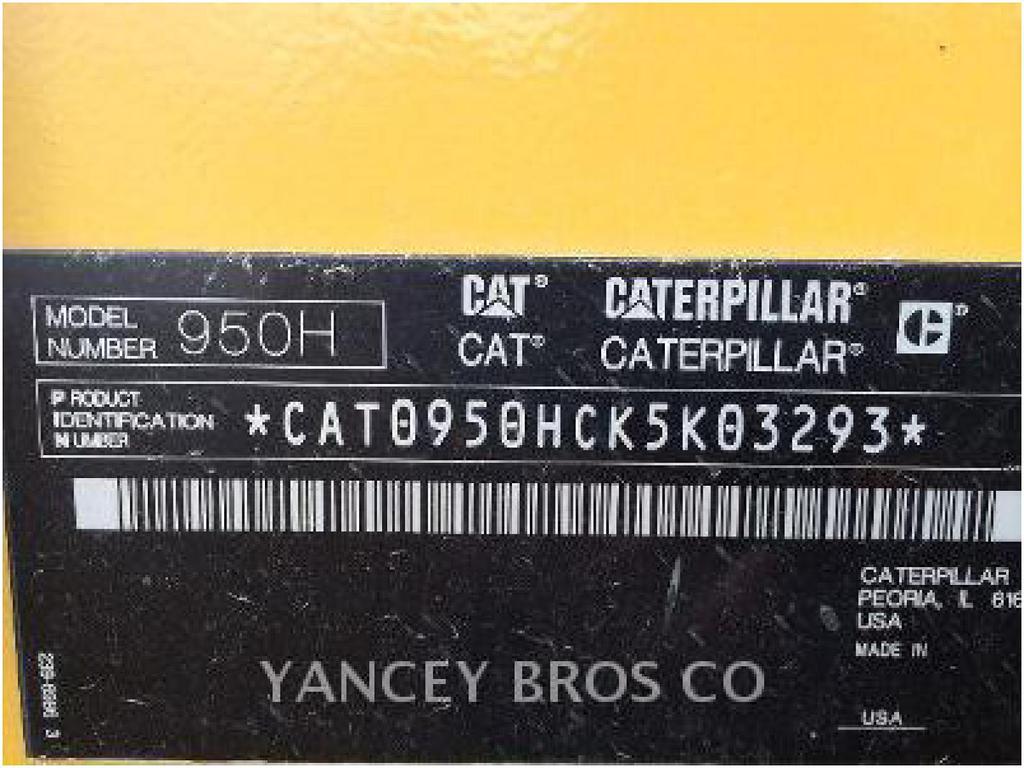 CAT® CATERPILLAR®
MODEL NUMBER 950H
CAT® CATERPILLAR®
PRODUCT
IDENTIFICATION
NUMBER
*CAT0950HCK5K03293*
CATERPILLAR
PEORIA, IL 616
USA
MADE IN
USA
YANCEY BROS CO